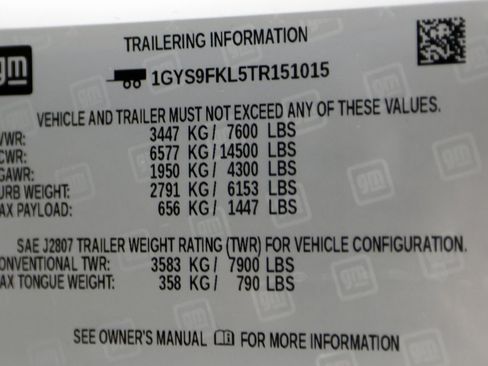 TRAILERING INFORMATION
gm
1GYS9FKL5TR151015
VEHICLE AND TRAILER MUST NOT EXCEED ANY OF THESE VALUES.
VWR: 3447 KG/ 7600 LBS
CWR: 6577 KG/ 14500 LBS
GAWR: 1950 KG/ 4300 LBS
URB WEIGHT: 2791 KG/ 6153 LBS
AX PAYLOAD: 656 KG/ 1447 LBS
SAE J2807 TRAILER WEIGHT RATING (TWR) FOR VEHICLE CONFIGURATION.
ONVENTIONAL TWR: 3583 KG/ 7900 LBS
AX TONGUE WEIGHT: 358 KG/ 790 LBS
SEE OWNER'S MANUAL FOR MORE INFORMATION